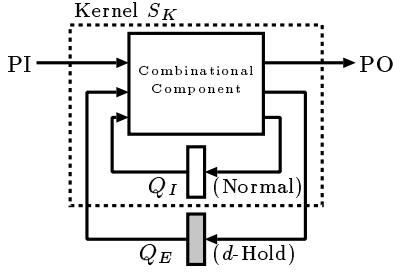 Kernel S_K
PI
PO
Combinational
Component
Q_I (Normal)
Q_E (d-Hold)